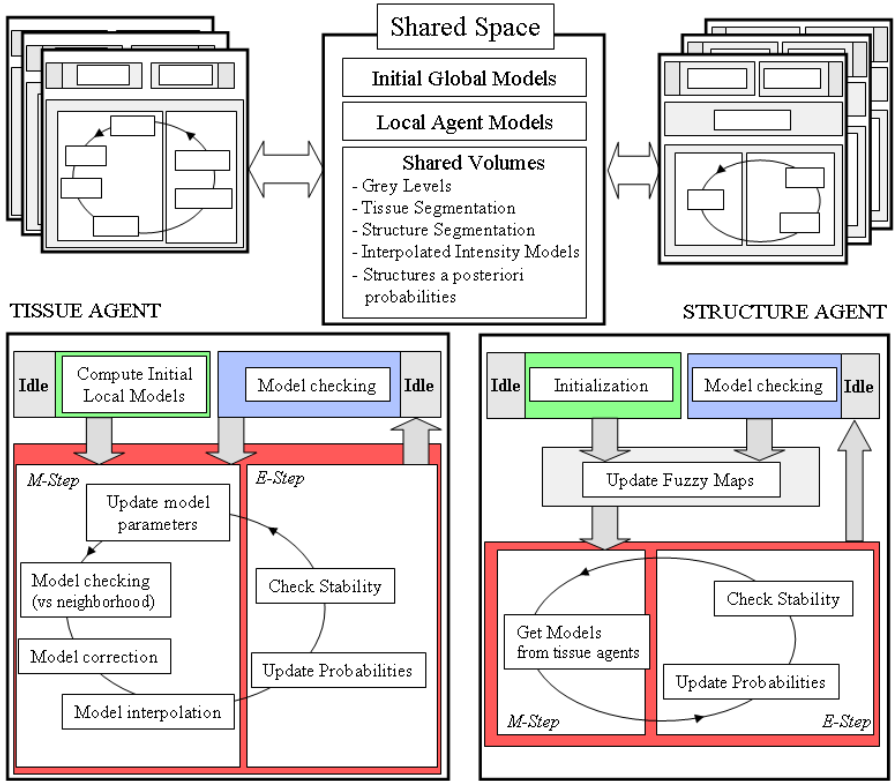 Shared Space
Initial Global Models
Local Agent Models
Shared Volumes
- Grey Levels
- Tissue Segmentation
- Structure Segmentation
- Interpolated Intensity Models
- Structures a posteriori
probabilities
TISSUE AGENT
STRUCTURE AGENT
Idle
Compute Initial
Local Models
Model checking
Idle
M-Step
E-Step
Update model
parameters
Model checking
(vs neighborhood)
Check Stability
Model correction
Update Probabilities
Model interpolation
Idle
Initialization
Model checking
Idle
Update Fuzzy Maps
Check Stability
Get Models
from tissue agents
Update Probabilities
M-Step
E-Step